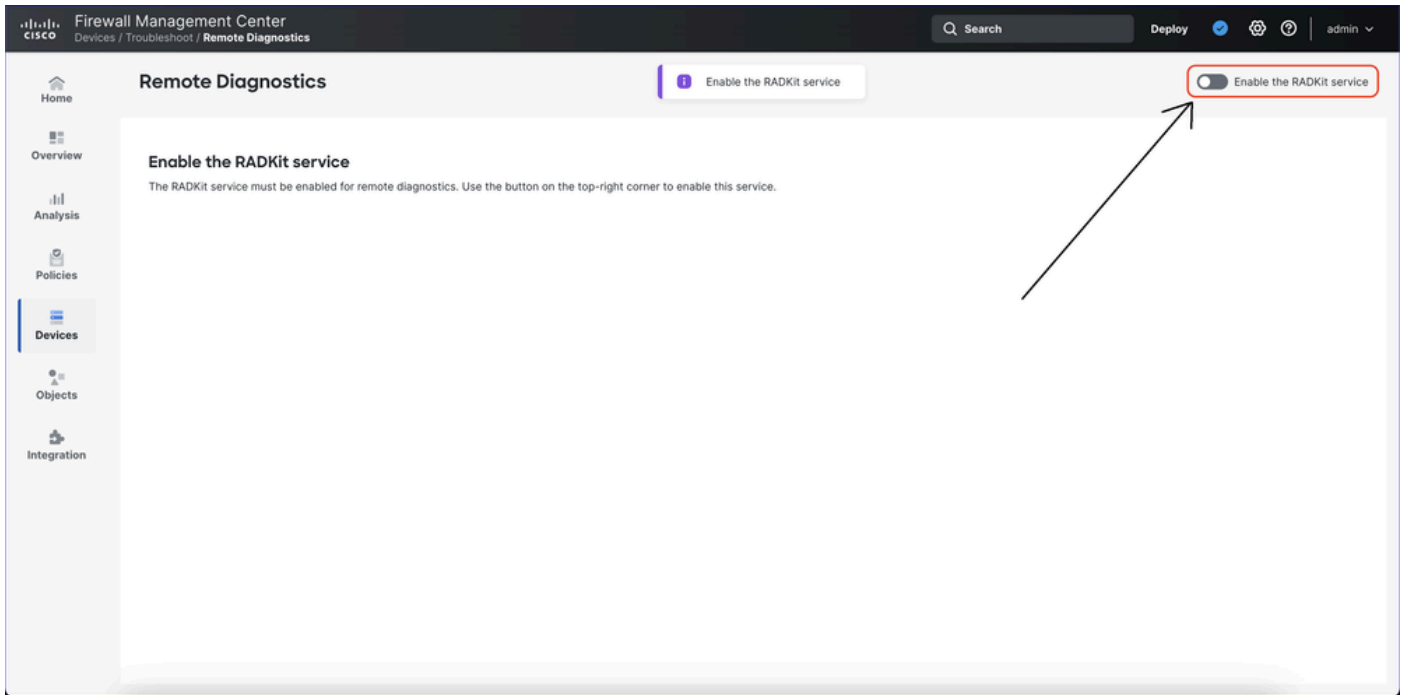 CISCO
Firewall Management Center
Devices / Troubleshoot / Remote Diagnostics
Search
Deploy
admin
Home
Overview
Analysis
Policies
Devices
Objects
Integration
Remote Diagnostics
Enable the RADKit service
Enable the RADKit service
Enable the RADKit service
The RADKit service must be enabled for remote diagnostics. Use the button on the top-right corner to enable this service.